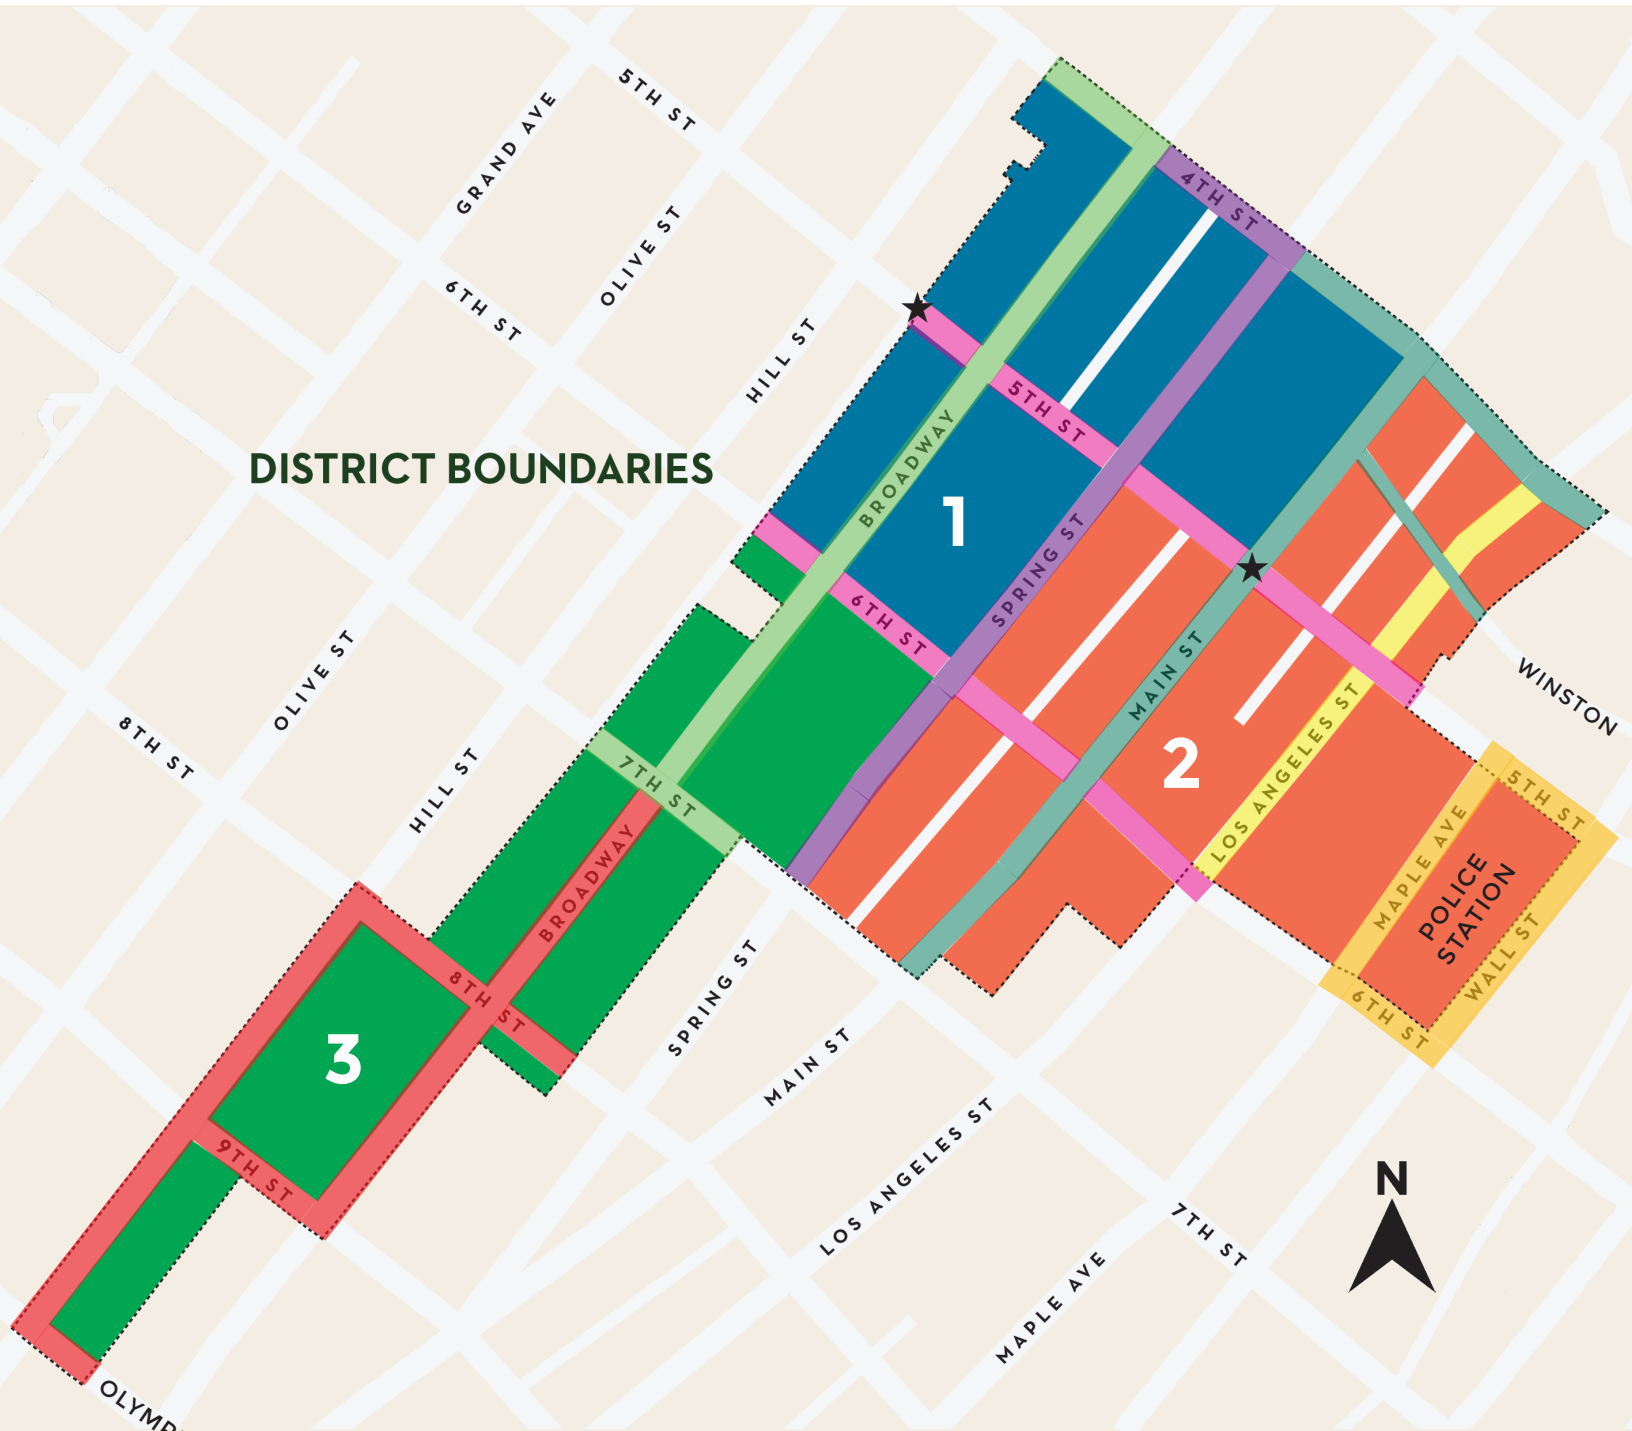 5TH ST
GRAND AVE
4TH ST
OLIVE ST
6TH ST
HILL ST
5TH ST
DISTRICT BOUNDARIES
BROADWAY
1
SPRING ST
6TH ST
MAIN ST
WINSTON
OLIVE ST
8TH ST
HILL ST
7TH ST
2
LOS ANGELES ST
5TH ST
MAPLE AVE
POLICE
STATION
WALL ST
6TH ST
BROADWAY
8TH ST
SPRING ST
3
MAIN ST
9TH ST
LOS ANGELES ST
N
7TH ST
MAPLE AVE
OLYMP